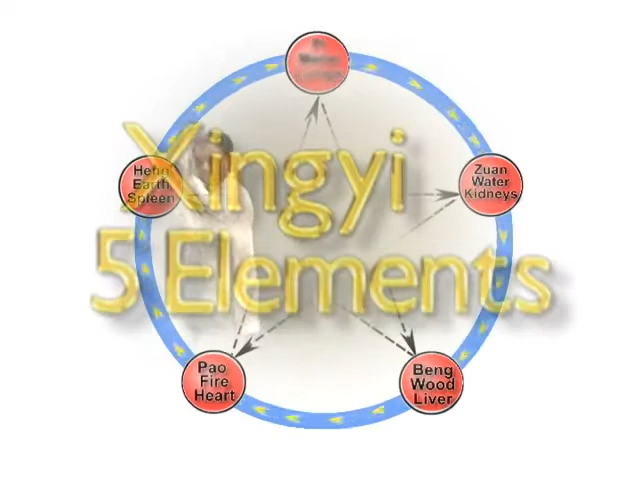 Xingyi
5 Elements
Heng
Earth
Spleen
Zuan
Water
Kidneys
Pao
Fire
Heart
Beng
Wood
Liver